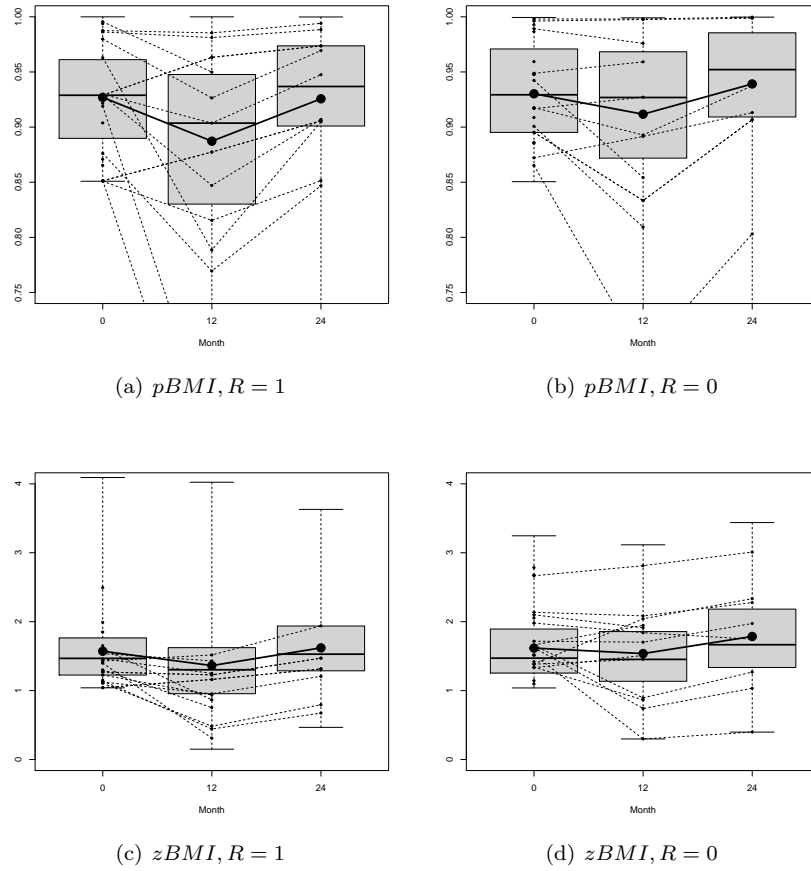 1.00
0.95
0.90
0.85
0.80
0.75
0 12 24
Month
(a) pBMI, R = 1
1.00
0.95
0.90
0.85
0.80
0.75
0 12 24
Month
(b) pBMI, R = 0
4
3
2
1
0
0 12 24
Month
(c) zBMI, R = 1
4
3
2
1
0
0 12 24
Month
(d) zBMI, R = 0